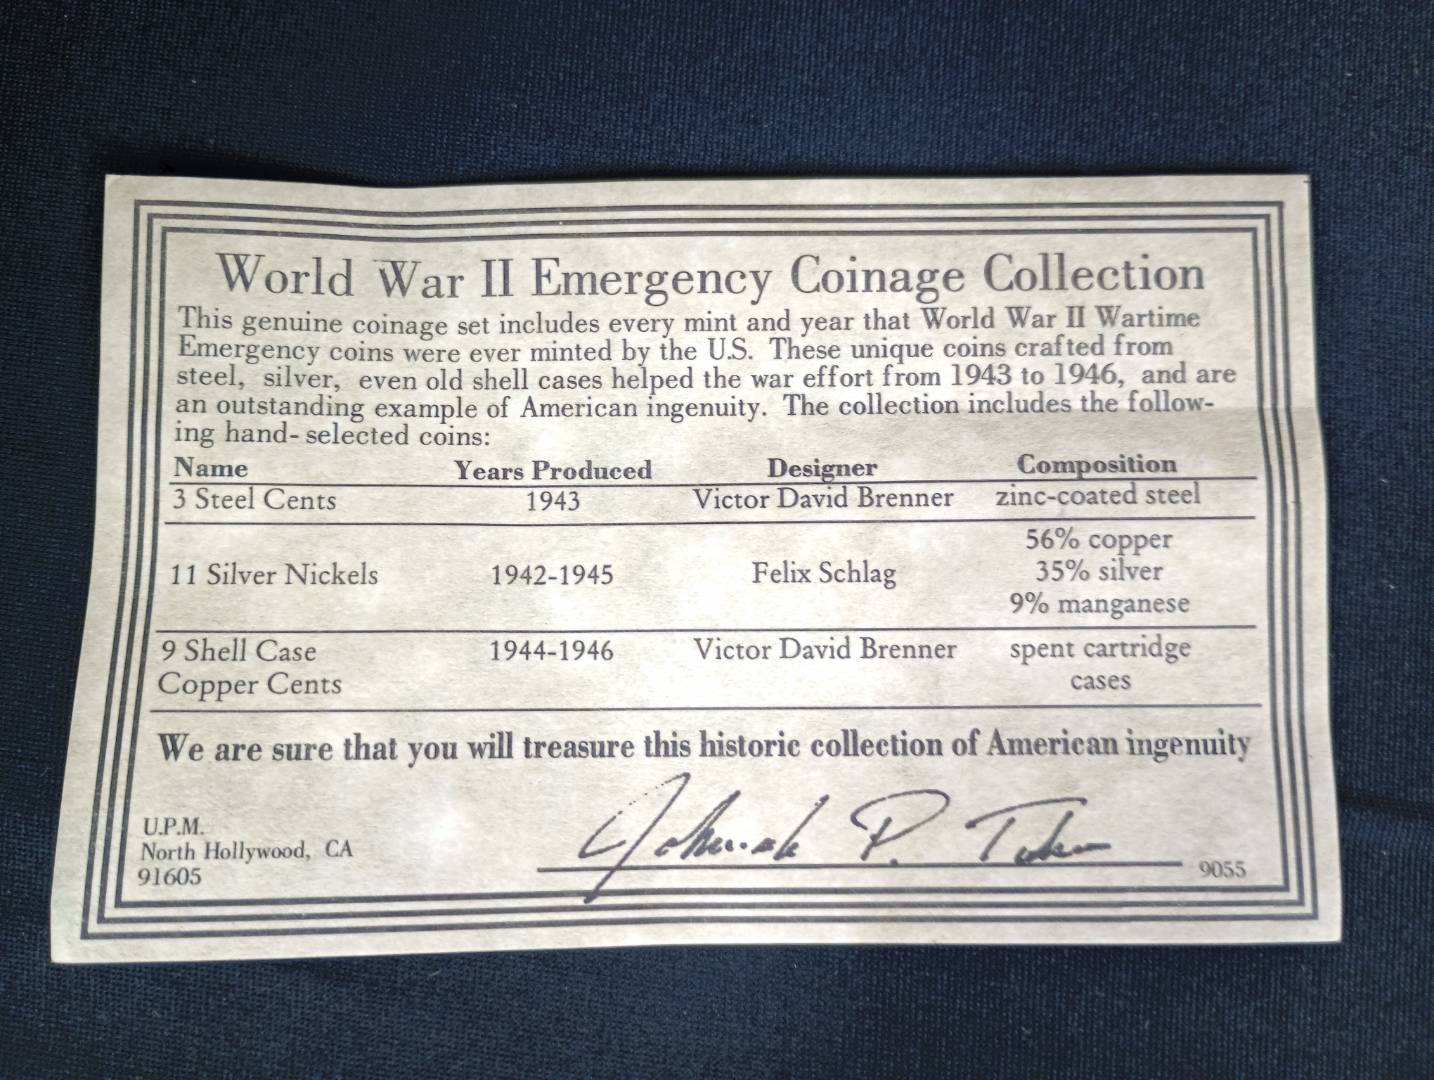 World War II Emergency Coinage Collection
This genuine coinage set includes every mint and year that World War II Wartime
Emergency coins were ever minted by the U.S. These unique coins crafted from
steel, silver, even old shell cases helped the war effort from 1943 to 1946, and are
an outstanding example of American ingenuity. The collection includes the follow-
ing hand-selected coins:
Name Years Produced Designer Composition
3 Steel Cents 1943 Victor David Brenner zinc-coated steel
56% copper
11 Silver Nickels 1942-1945 Felix Schlag 35% silver
9% manganese
9 Shell Case 1944-1946 Victor David Brenner spent cartridge
Copper Cents cases
We are sure that you will treasure this historic collection of American ingenuity
U.P.M.
North Hollywood, CA
91605
P.
9055